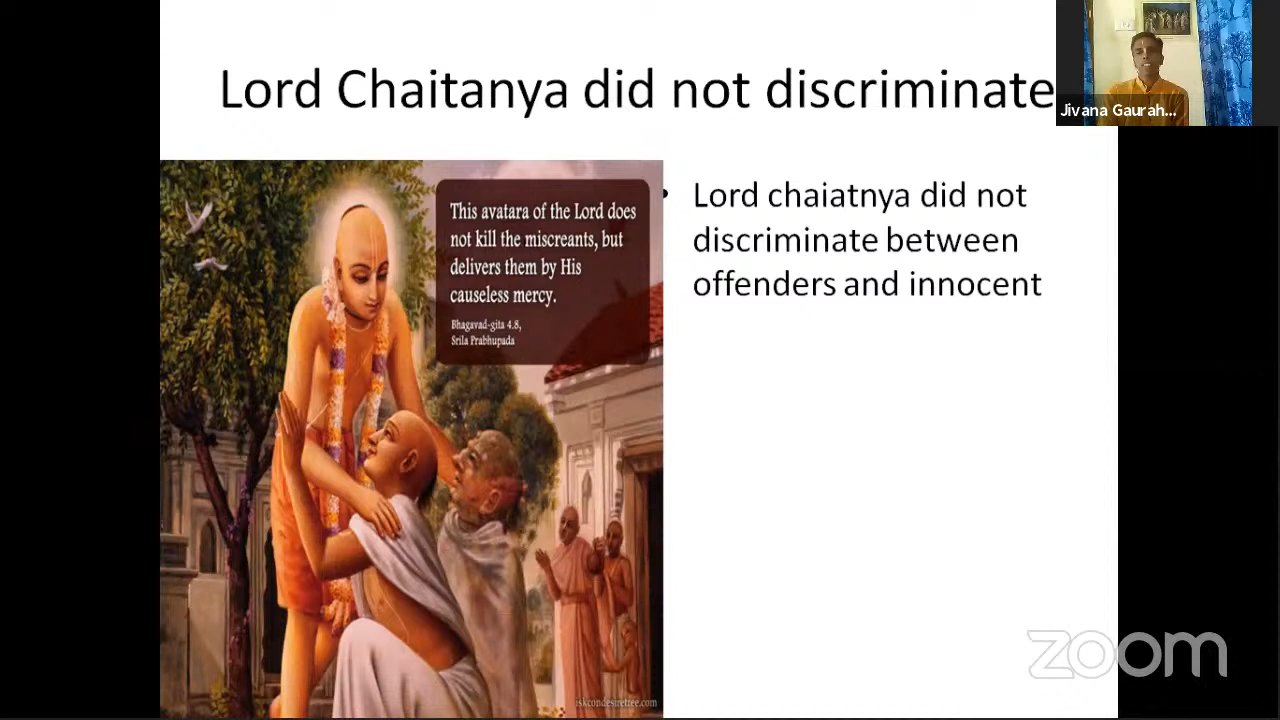 Lord Chaitanya did not discriminate
Jivana Gaurah...
This avatara of the Lord does
not kill the miscreants, but
delivers them by His
causeless mercy.
Bhagavad-gita 4.8,
Srila Prabhupada
• Lord chaiatnya did not
discriminate between
offenders and innocent
iskcondesiretree.com
zoom